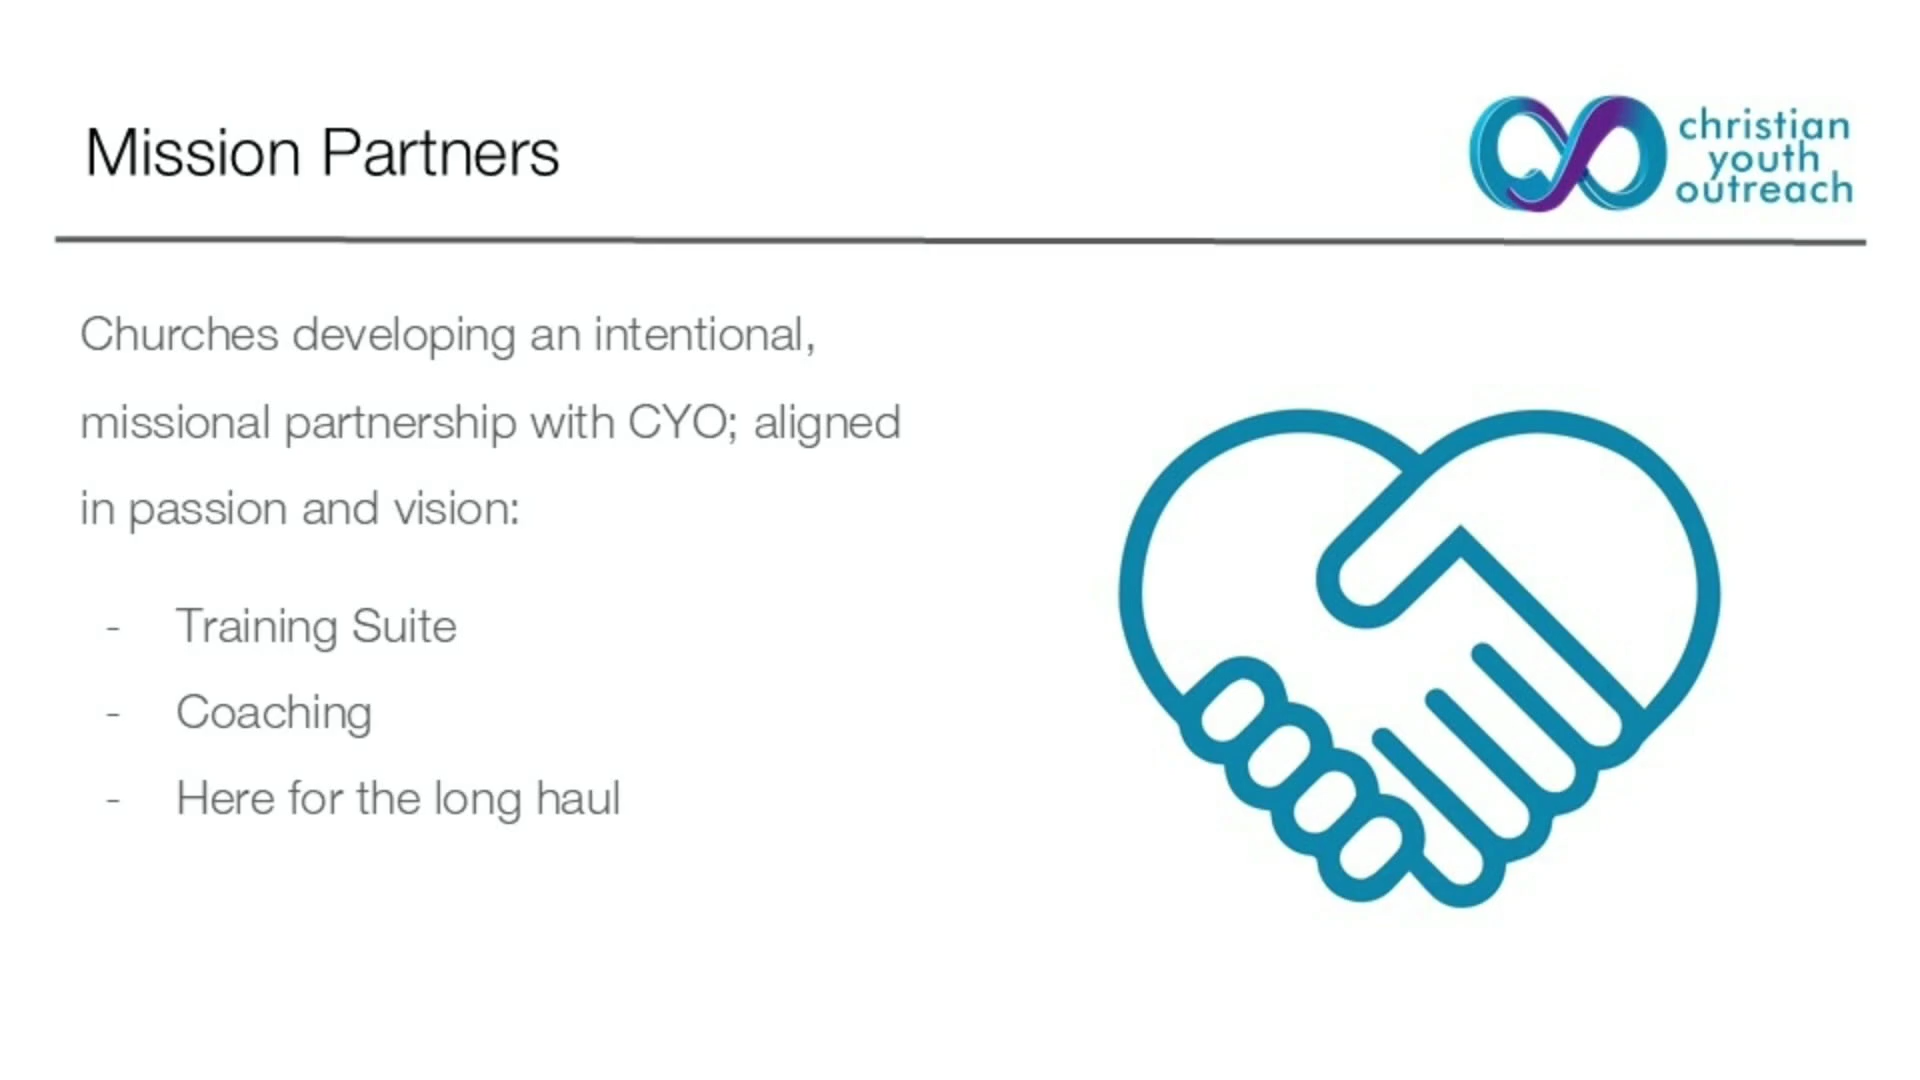 Mission Partners
christian
youth
outreach
Churches developing an intentional,
missional partnership with CYO; aligned
in passion and vision:
- Training Suite
- Coaching
- Here for the long haul